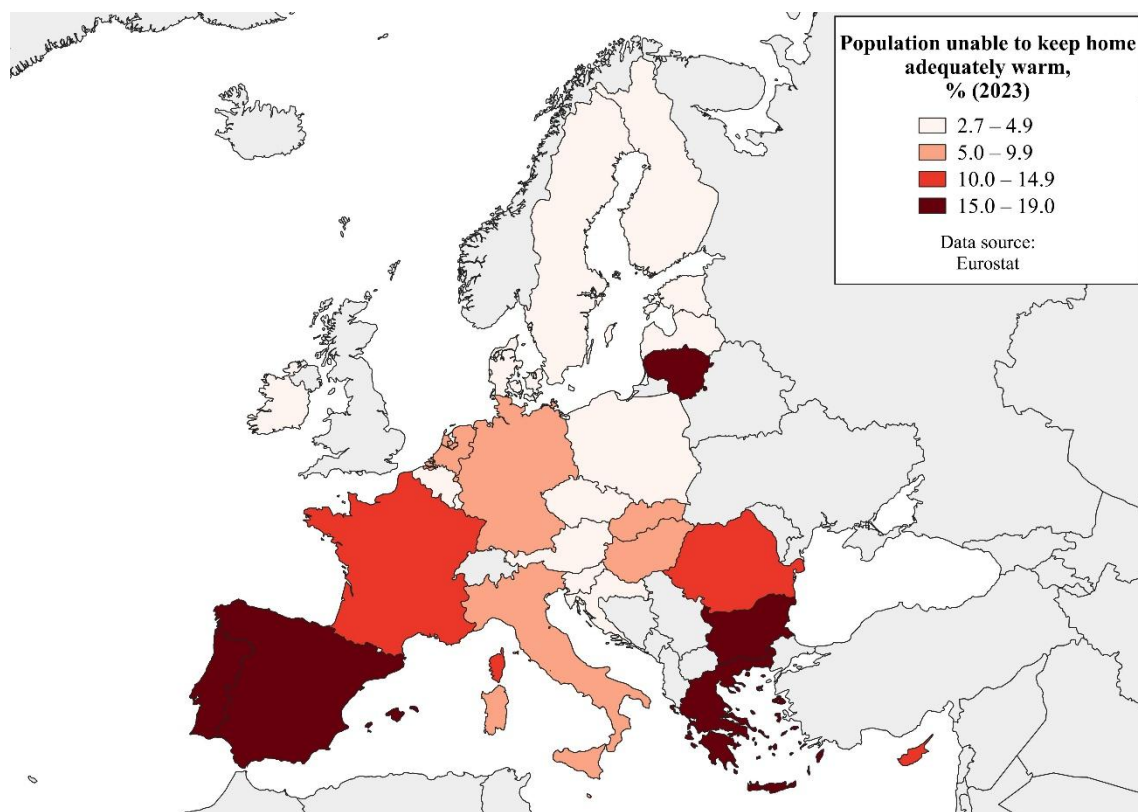 Population unable to keep home
adequately warm,
% (2023)
2.7 – 4.9
5.0 – 9.9
10.0 – 14.9
15.0 – 19.0
Data source:
Eurostat